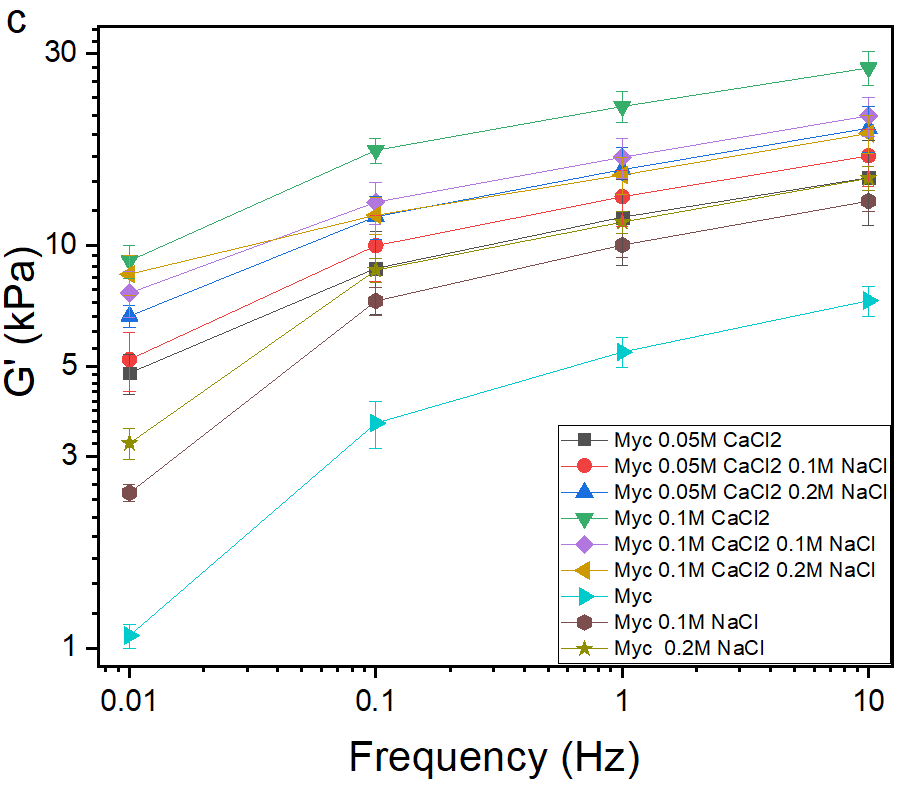 c
30
10
5
3
1
G' (kPa)
Myc 0.05M CaCl2
Myc 0.05M CaCl2 0.1M NaCl
Myc 0.05M CaCl2 0.2M NaCl
Myc 0.1M CaCl2
Myc 0.1M CaCl2 0.1M NaCl
Myc 0.1M CaCl2 0.2M NaCl
Myc
Myc 0.1M NaCl
Myc  0.2M NaCl
0.01 0.1 1 10
Frequency (Hz)